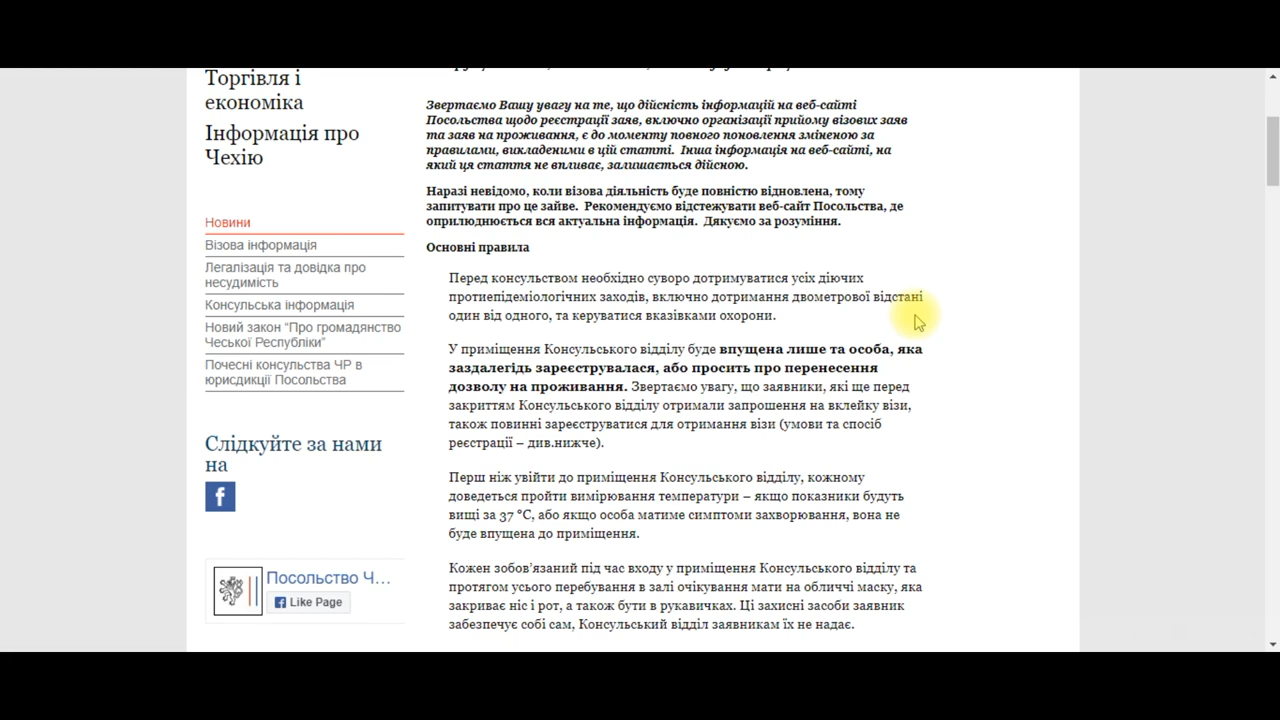 Торгівля і
економіка
Інформація про
Чехію
Новини
Візова інформація
Легалізація та довідка про
несудимість
Консульська інформація
Новий закон “Про громадянство
Чеської Республіки”
Почесні консульства ЧР в
юрисдикції Посольства
Слідкуйте за нами
на
Посольство Ч...
Like Page
Звертаємо Вашу увагу на те, що дійсність інформацій на веб-сайті
Посольства щодо реєстрації заяв, включно організації прийому візових заяв
та заяв на проживання, є до моменту повного поновлення зміненою за
правилами, викладеними в цій статті. Інша інформація на веб-сайті, на
який ця стаття не впливає, залишається дійсною.
Наразі невідомо, коли візова діяльність буде повністю відновлена, тому
запитувати про це зайве. Рекомендуємо відстежувати веб-сайт Посольства, де
оприлюднюється вся актуальна інформація. Дякуємо за розуміння.
Основні правила
Перед консульством необхідно суворо дотримуватися усіх діючих
протиепідеміологічних заходів, включно дотримання двометрової відстані
один від одного, та керуватися вказівками охорони.
У приміщення Консульського відділу буде впущена лише та особа, яка
заздалегідь зареєструвалася, або просить про перенесення
дозволу на проживання. Звертаємо увагу, що заявники, які ще перед
закриттям Консульського відділу отримали запрошення на вклейку візи,
також повинні зареєструватися для отримання візи (умови та спосіб
реєстрації – див.нижче).
Перш ніж увійти до приміщення Консульського відділу, кожному
доведеться пройти вимірювання температури – якщо показники будуть
вищі за 37 °C, або якщо особа матиме симптоми захворювання, вона не
буде впущена до приміщення.
Кожен зобов’язаний під час входу у приміщення Консульського відділу та
протягом усього перебування в залі очікування мати на обличчі маску, яка
закриває ніс і рот, а також бути в рукавичках. Ці захисні засоби заявник
забезпечує собі сам, Консульський відділ заявникам їх не надає.